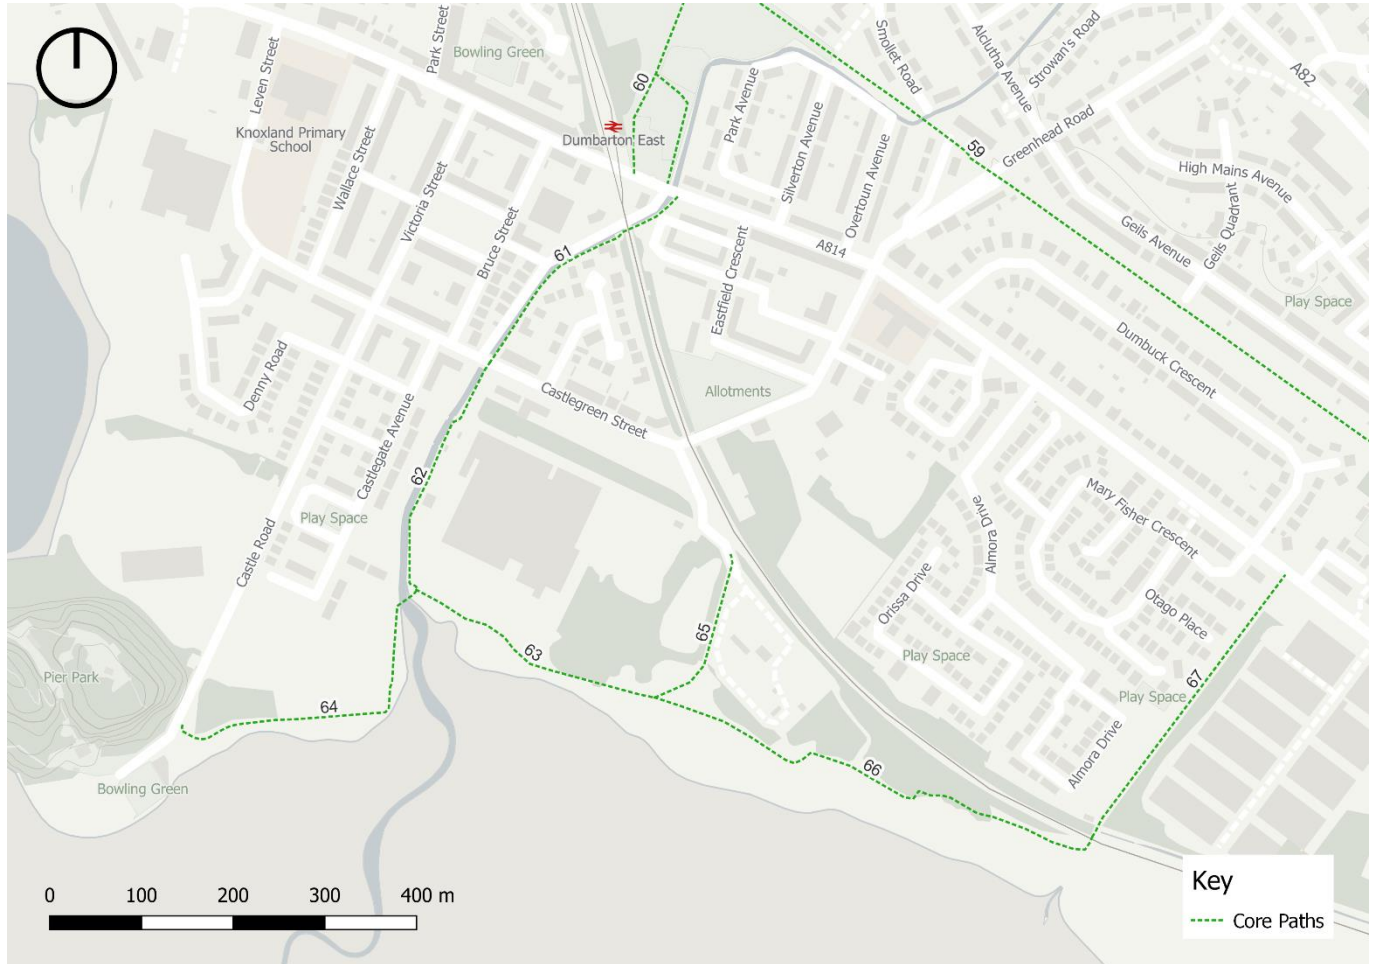 Leven Street
Park Street
Bowling Green
60
Smollet Road
Alclutha Avenue
Strowan's Road
A82
Knoxland Primary
School
Wallace Street
Dumbarton East
Park Avenue
Silverton Avenue
Overtoun Avenue
59
Greenhead Road
High Mains Avenue
Victoria Street
Bruce Street
61
Eastfield Crescent
A814
Geils Avenue
Geils Quadrant
Play Space
Denny Road
Castlegate Avenue
Castlegreen Street
Allotments
Dumbuck Crescent
62
Play Space
Castle Road
Mary Fisher Crescent
Almora Drive
Orissa Drive
Otago Place
65
63
Play Space
Pier Park
64
67
Play Space
Almora Drive
66
Bowling Green
0 100 200 300 400 m
Key
Core Paths